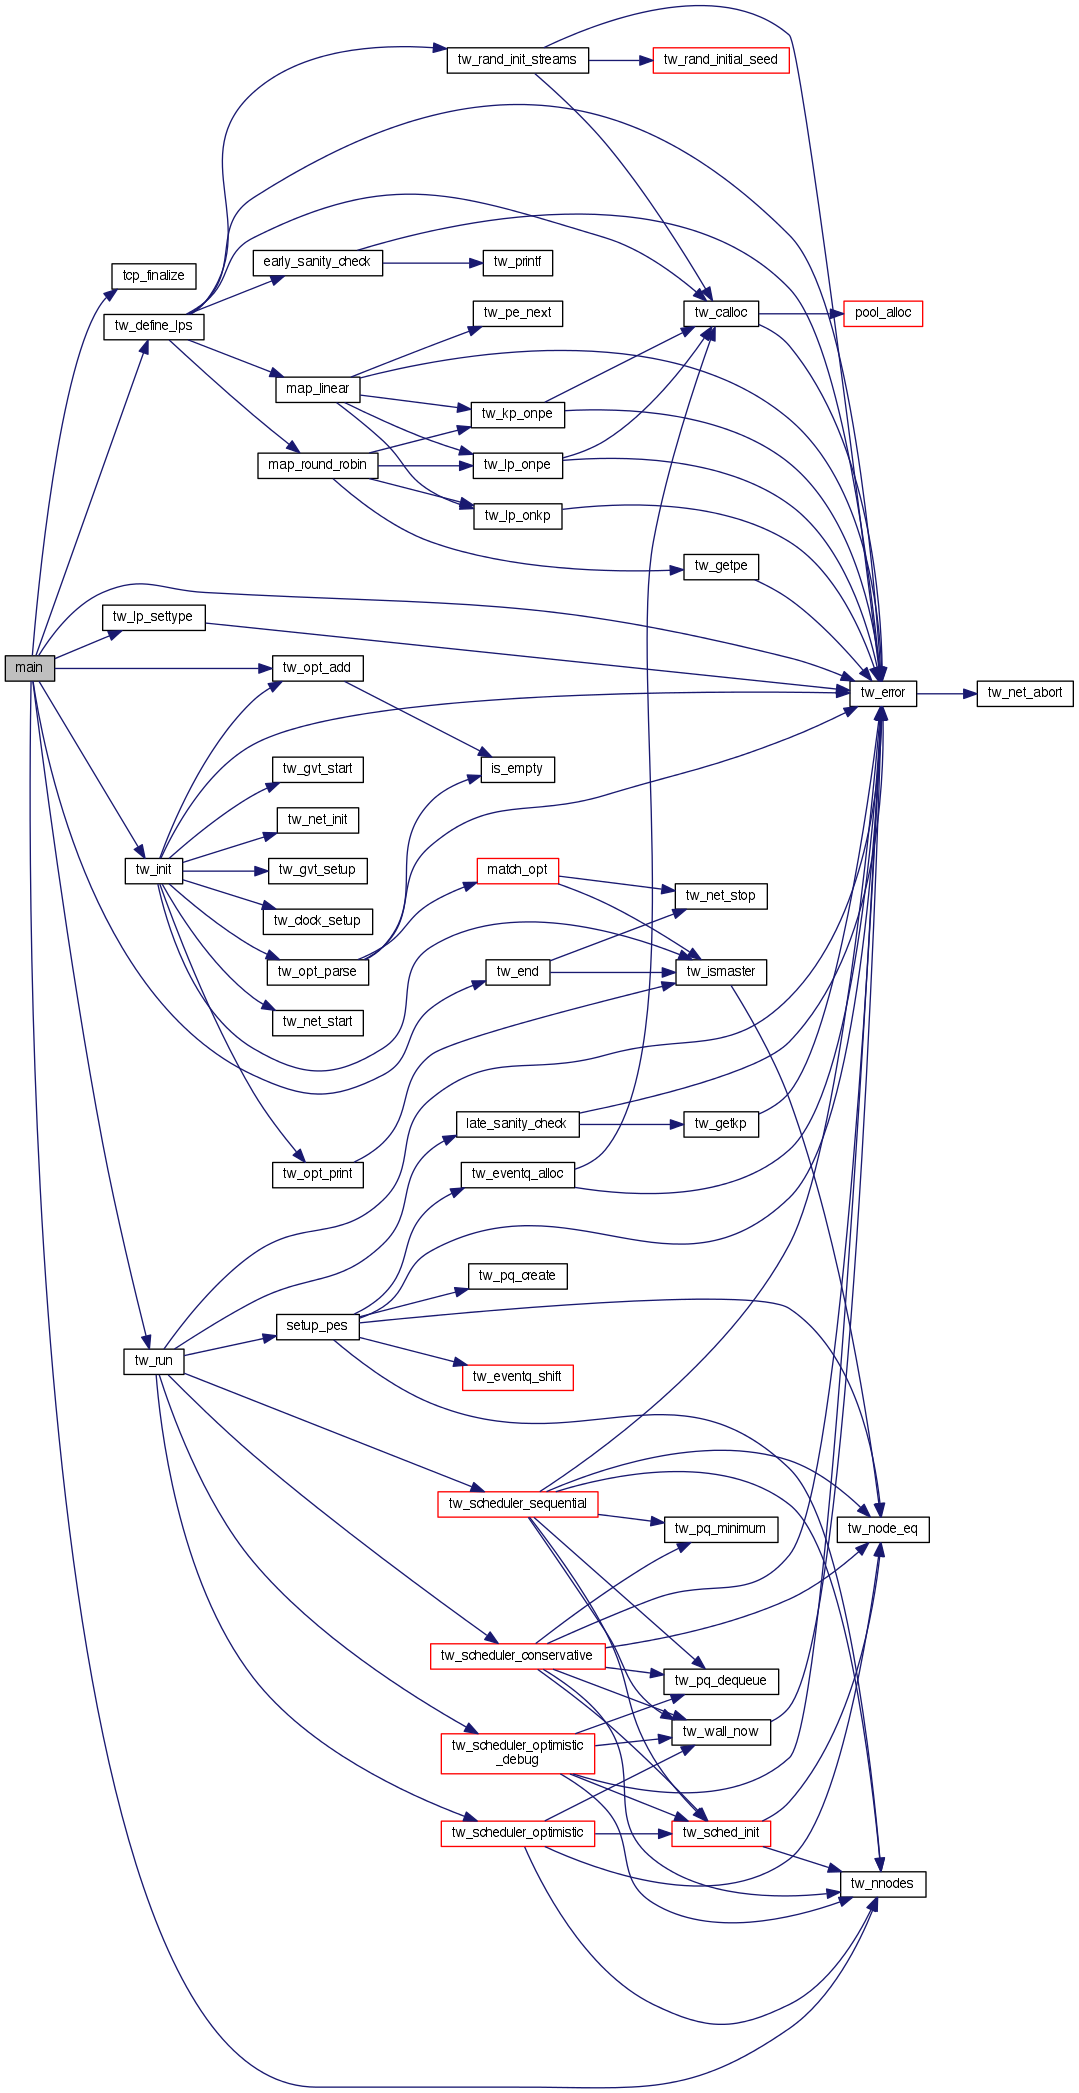 tw_rand_init_streams
tw_rand_initial_seed
early_sanity_check
tw_printf
tcp_finalize
tw_define_lps
tw_pe_next
tw_calloc
pool_alloc
map_linear
tw_kp_onpe
map_round_robin
tw_lp_onpe
tw_lp_onkp
tw_getpe
tw_lp_settype
main
tw_opt_add
tw_error
tw_net_abort
tw_gvt_start
is_empty
tw_net_init
tw_init
tw_gvt_setup
match_opt
tw_net_stop
tw_clock_setup
tw_opt_parse
tw_end
tw_ismaster
tw_net_start
late_sanity_check
tw_getkp
tw_opt_print
tw_eventq_alloc
tw_pq_create
setup_pes
tw_run
tw_eventq_shift
tw_scheduler_sequential
tw_pq_minimum
tw_node_eq
tw_scheduler_conservative
tw_pq_dequeue
tw_wall_now
tw_scheduler_optimistic
_debug
tw_scheduler_optimistic
tw_sched_init
tw_nnodes